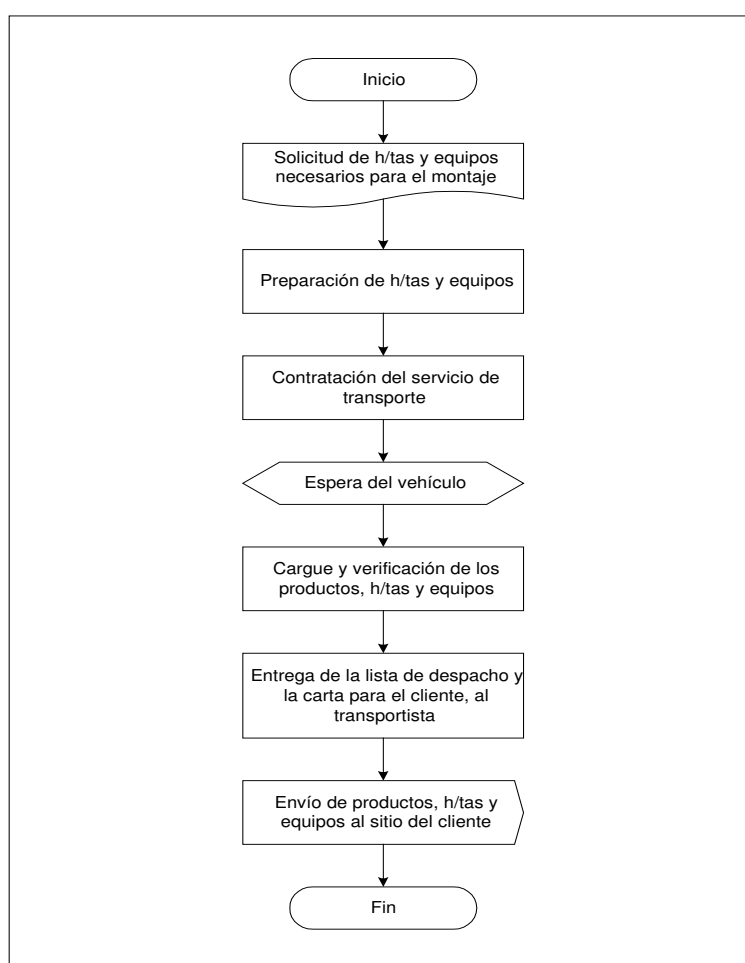 Inicio
Solicitud de h/tas y equipos
necesarios para el montaje
Preparación de h/tas y equipos
Contratación del servicio de
transporte
Espera del vehículo
Cargue y verificación de los
productos, h/tas y equipos
Entrega de la lista de despacho y
la carta para el cliente, al
transportista
Envío de productos, h/tas y
equipos al sitio del cliente
Fin